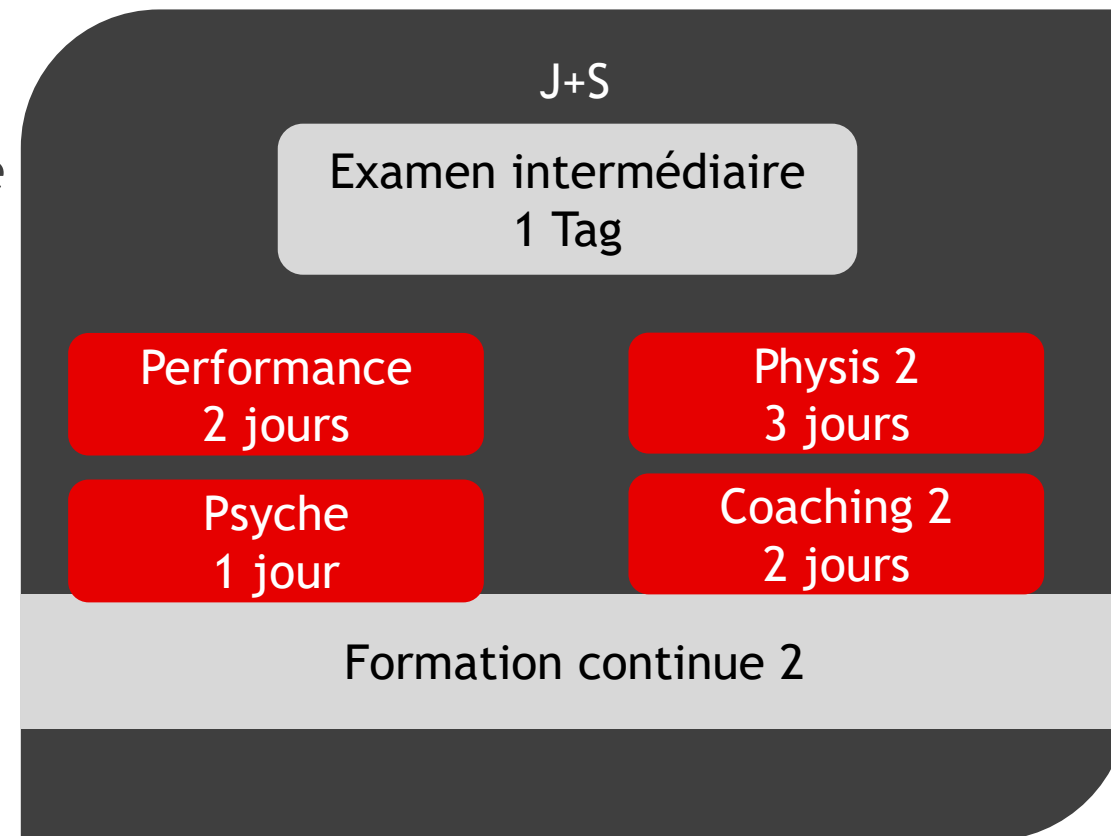 J+S
Examen intermédiaire
1 Tag
Performance
2 jours
Physis 2
3 jours
Psyche
1 jour
Coaching 2
2 jours
Formation continue 2